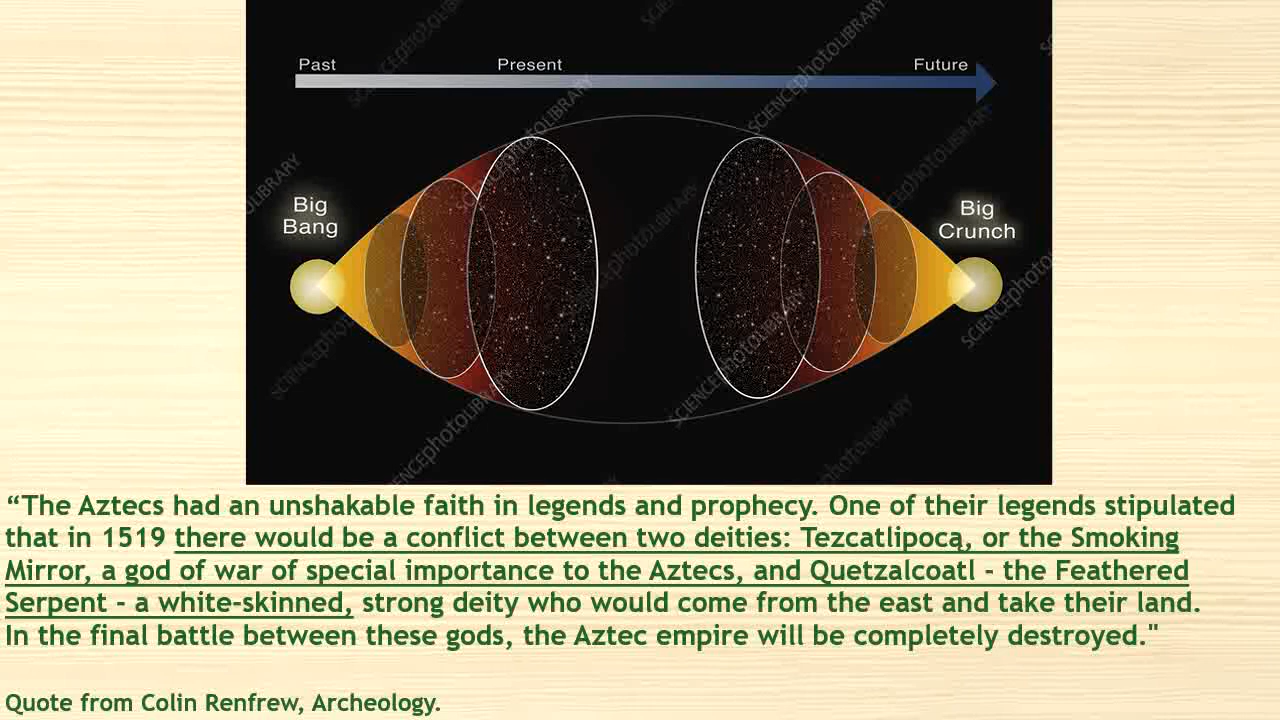 Past Present Future
Big Bang
Big Crunch
SCIENCEphotoLIBRARY
“The Aztecs had an unshakable faith in legends and prophecy. One of their legends stipulated
that in 1519 there would be a conflict between two deities: Tezcatlipocą, or the Smoking
Mirror, a god of war of special importance to the Aztecs, and Quetzalcoatl - the Feathered
Serpent - a white-skinned, strong deity who would come from the east and take their land.
In the final battle between these gods, the Aztec empire will be completely destroyed."
Quote from Colin Renfrew, Archeology.